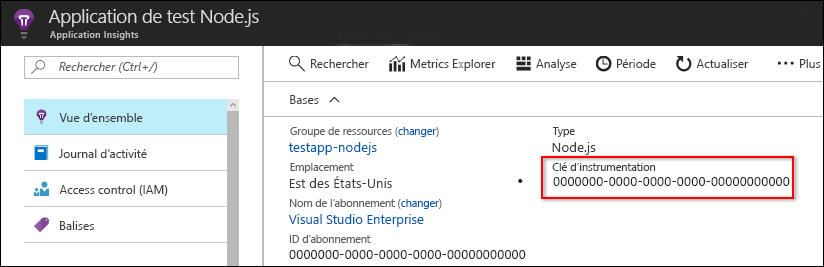 Application de test Node.js
Application Insights
Rechercher (Ctrl+/)
Vue d'ensemble
Journal d'activité
Access control (IAM)
Balises
Rechercher
Metrics Explorer
Analyse
Période
Actualiser
Plus
Bases
Groupe de ressources (changer)
testapp-nodejs
Emplacement
Est des États-Unis
Nom de l'abonnement (changer)
Visual Studio Enterprise
ID d'abonnement
0000000-0000-0000-0000-00000000000
Type
Node.js
Clé d'instrumentation
0000000-0000-0000-0000-00000000000